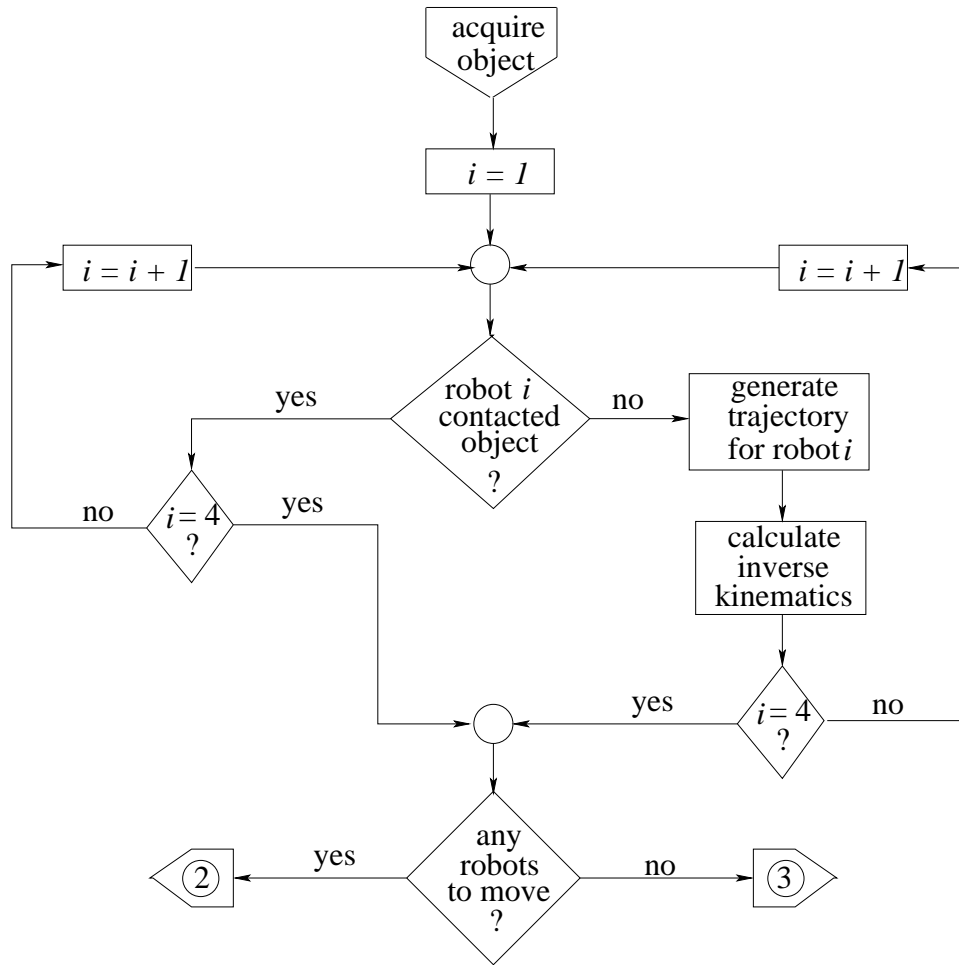 acquire
object
i = 1
i = i + 1
i = i + 1
robot i
contacted
object
?
yes
no
generate
trajectory
for robot i
i = 4
?
no
yes
calculate
inverse
kinematics
i = 4
?
yes
no
any
robots
to move
?
yes
no
2
3